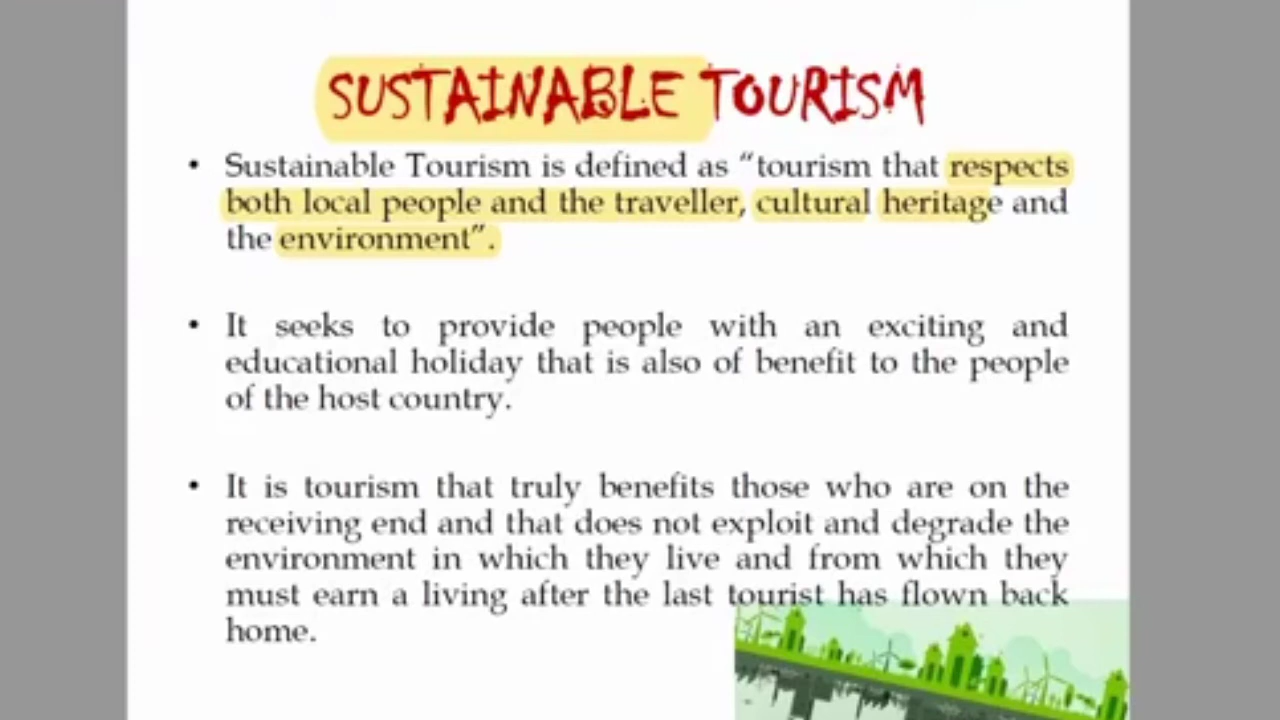 SUSTAINABLE TOURISM
• Sustainable Tourism is defined as “tourism that respects
both local people and the traveller, cultural heritage and
the environment”.
• It seeks to provide people with an exciting and
educational holiday that is also of benefit to the people
of the host country.
• It is tourism that truly benefits those who are on the
receiving end and that does not exploit and degrade the
environment in which they live and from which they
must earn a living after the last tourist has flown back
home.